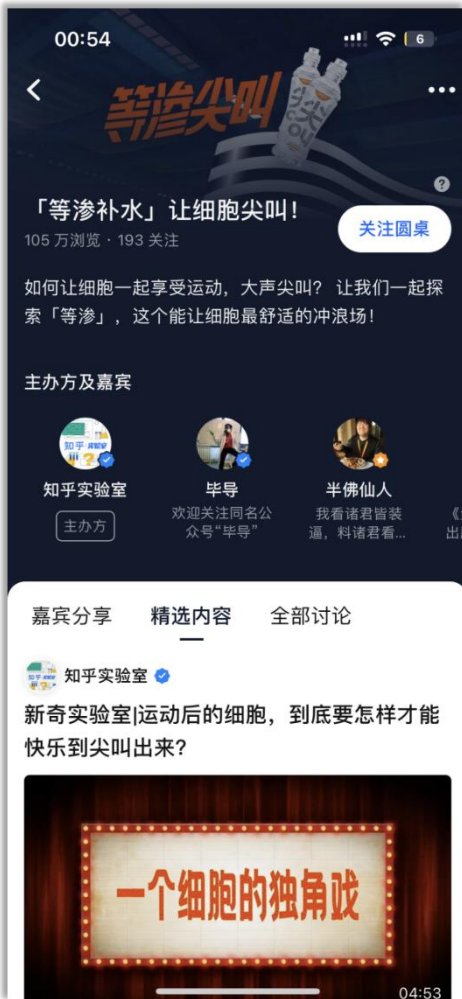 00:54
6
等渗尖叫
尖叫
?
「等渗补水」让细胞尖叫！
105 万浏览 · 193 关注
关注圆桌
如何让细胞一起享受运动，大声尖叫？ 让我们一起探
索「等渗」，这个能让细胞最舒适的冲浪场！
主办方及嘉宾
知乎实验室
毕导
半佛仙人
主办方
欢迎关注同名公
众号“毕导”
我看诸君皆装
逼，料诸君看...
嘉宾分享
精选内容
全部讨论
知乎实验室
新奇实验室|运动后的细胞，到底要怎样才能
快乐到尖叫出来？
一个细胞的独角戏
04:53